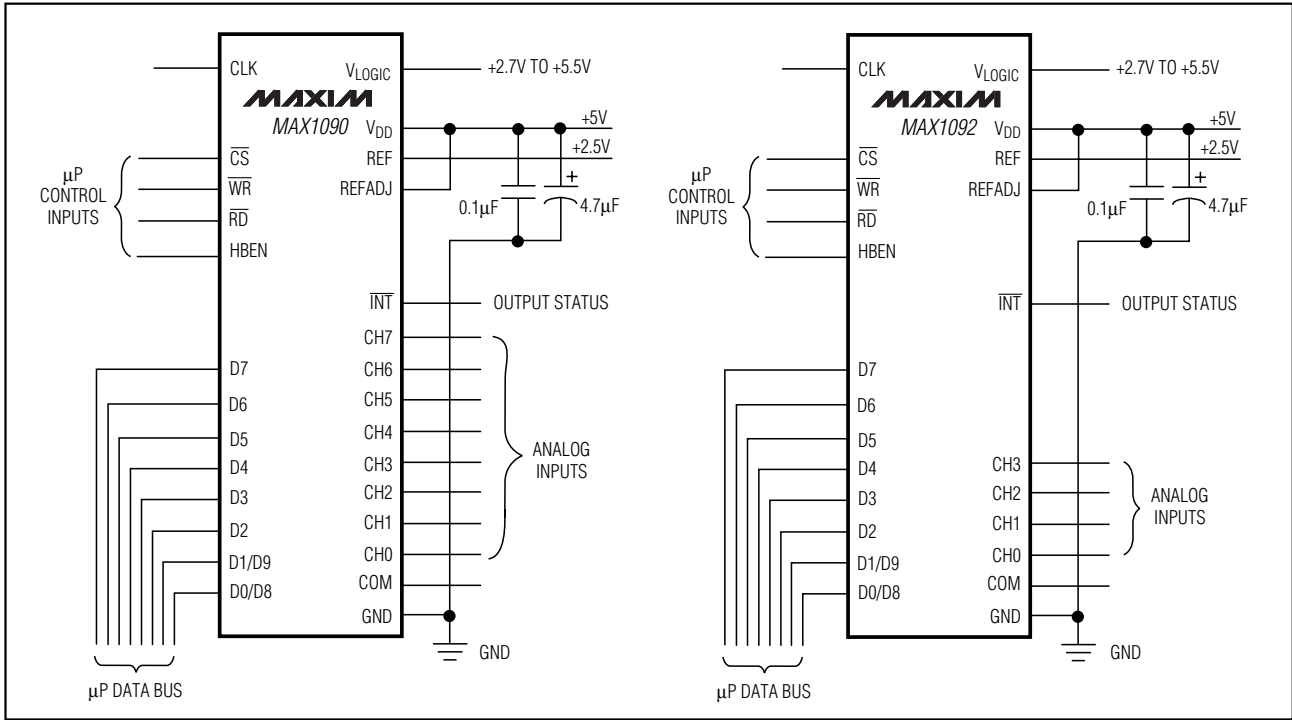 CLK
VLOGIC
+2.7V TO +5.5V
MAXIM
MAX1090
VDD
+5V
CS
REF
+2.5V
µP
CONTROL
INPUTS
WR
REFADJ
RD
0.1µF
+
4.7µF
HBEN
INT
OUTPUT STATUS
CH7
D7
CH6
D6
CH5
D5
CH4
D4
CH3
ANALOG
INPUTS
D3
CH2
D2
CH1
D1/D9
CH0
D0/D8
COM
GND
GND
µP DATA BUS
CLK
VLOGIC
+2.7V TO +5.5V
MAXIM
MAX1092
VDD
+5V
CS
REF
+2.5V
µP
CONTROL
INPUTS
WR
REFADJ
RD
0.1µF
+
4.7µF
HBEN
INT
OUTPUT STATUS
D7
D6
D5
D4
CH3
D3
CH2
ANALOG
INPUTS
D2
CH1
D1/D9
CH0
D0/D8
COM
GND
GND
µP DATA BUS